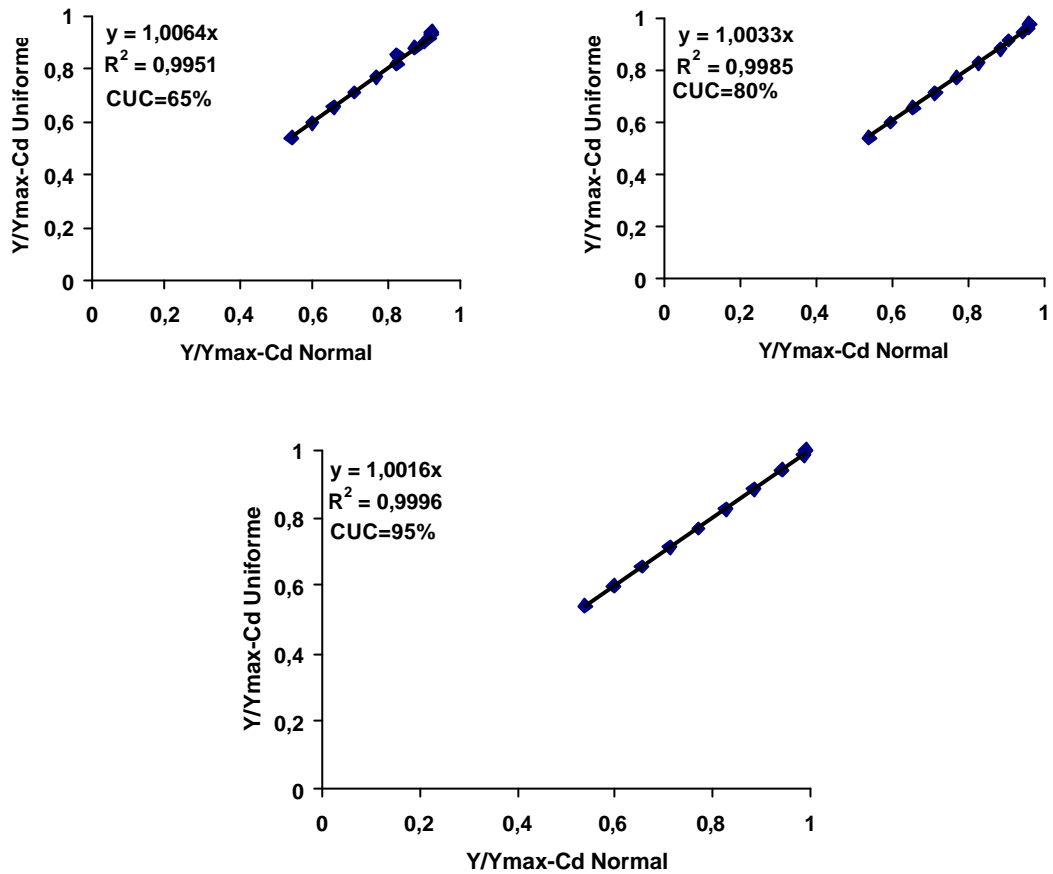 y = 1,0064x
R² = 0,9951
CUC=65%
1
0,8
0,6
0,4
0,2
0
0 0,2 0,4 0,6 0,8 1
Y/Ymax-Cd Uniforme
Y/Ymax-Cd Normal
y = 1,0033x
R² = 0,9985
CUC=80%
1
0,8
0,6
0,4
0,2
0
0 0,2 0,4 0,6 0,8 1
Y/Ymax-Cd Uniforme
Y/Ymax-Cd Normal
y = 1,0016x
R² = 0,9996
CUC=95%
1
0,8
0,6
0,4
0,2
0
0 0,2 0,4 0,6 0,8 1
Y/Ymax-Cd Uniforme
Y/Ymax-Cd Normal